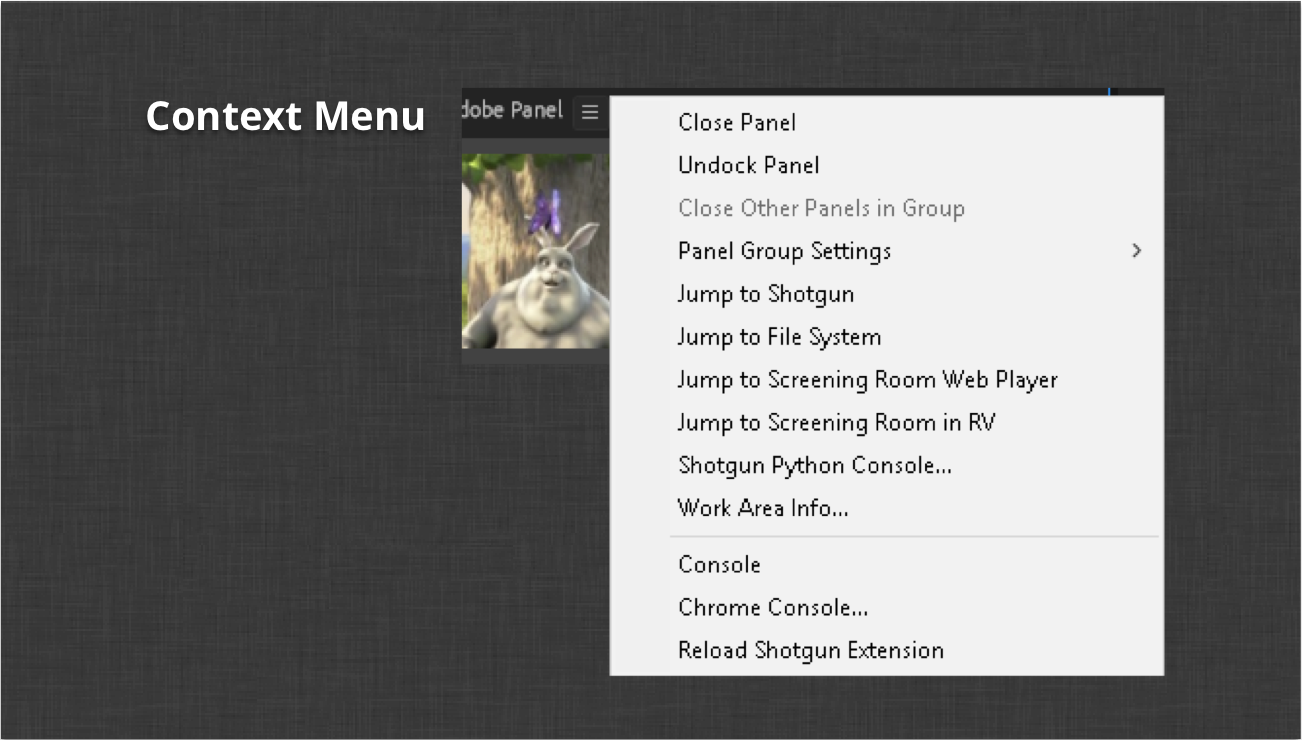 Context Menu
dobe Panel
Close Panel
Undock Panel
Close Other Panels in Group
Panel Group Settings
Jump to Shotgun
Jump to File System
Jump to Screening Room Web Player
Jump to Screening Room in RV
Shotgun Python Console...
Work Area Info...
Console
Chrome Console...
Reload Shotgun Extension